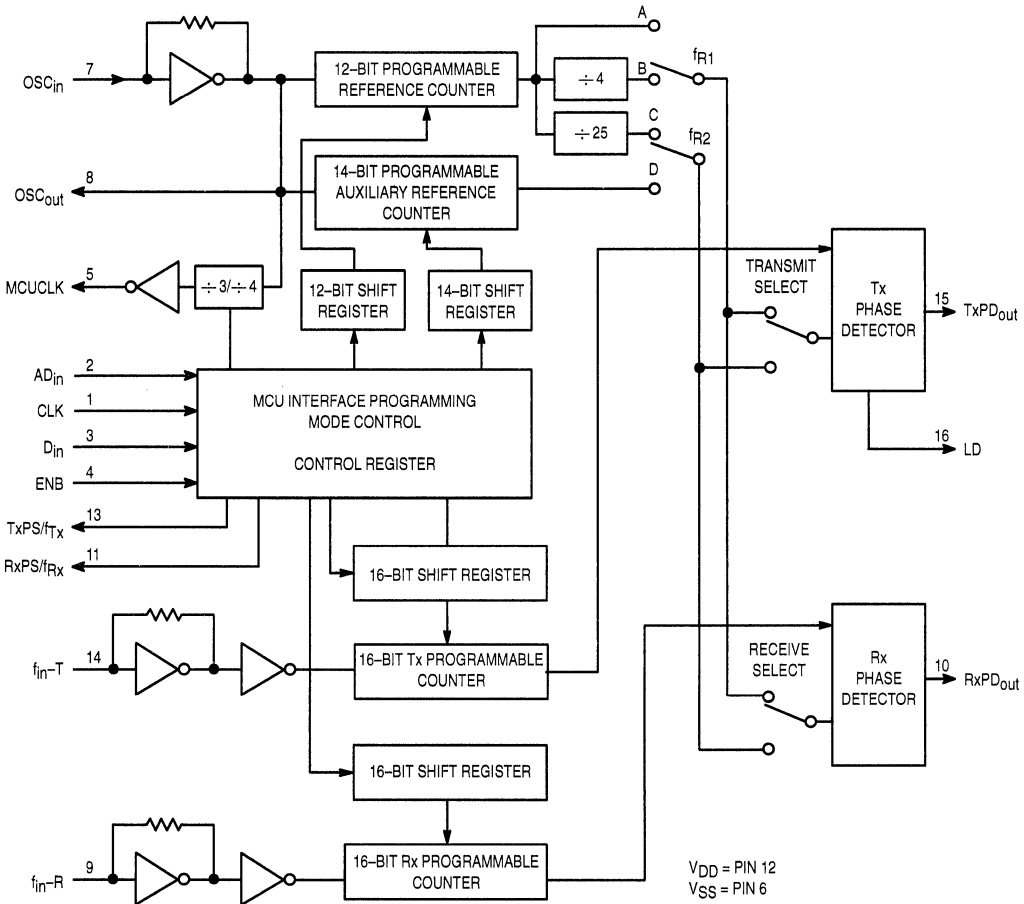 A
fR1
OSCin
7
12–BIT PROGRAMMABLE
REFERENCE COUNTER
÷ 4
B
C
÷ 25
fR2
D
OSCout
8
14–BIT PROGRAMMABLE
AUXILIARY REFERENCE
COUNTER
MCUCLK
5
÷ 3/÷ 4
12–BIT SHIFT
REGISTER
14–BIT SHIFT
REGISTER
TRANSMIT
SELECT
Tx
PHASE
DETECTOR
15
TxPDout
16
LD
ADin
2
CLK
1
Din
3
ENB
4
MCU INTERFACE PROGRAMMING
MODE CONTROL
CONTROL REGISTER
TxPS/fTx
13
RxPS/fRx
11
16–BIT SHIFT REGISTER
fin–T
14
16–BIT Tx PROGRAMMABLE
COUNTER
RECEIVE
SELECT
Rx
PHASE
DETECTOR
10
RxPDout
16–BIT SHIFT REGISTER
fin–R
9
16–BIT Rx PROGRAMMABLE
COUNTER
VDD = PIN 12
VSS = PIN 6